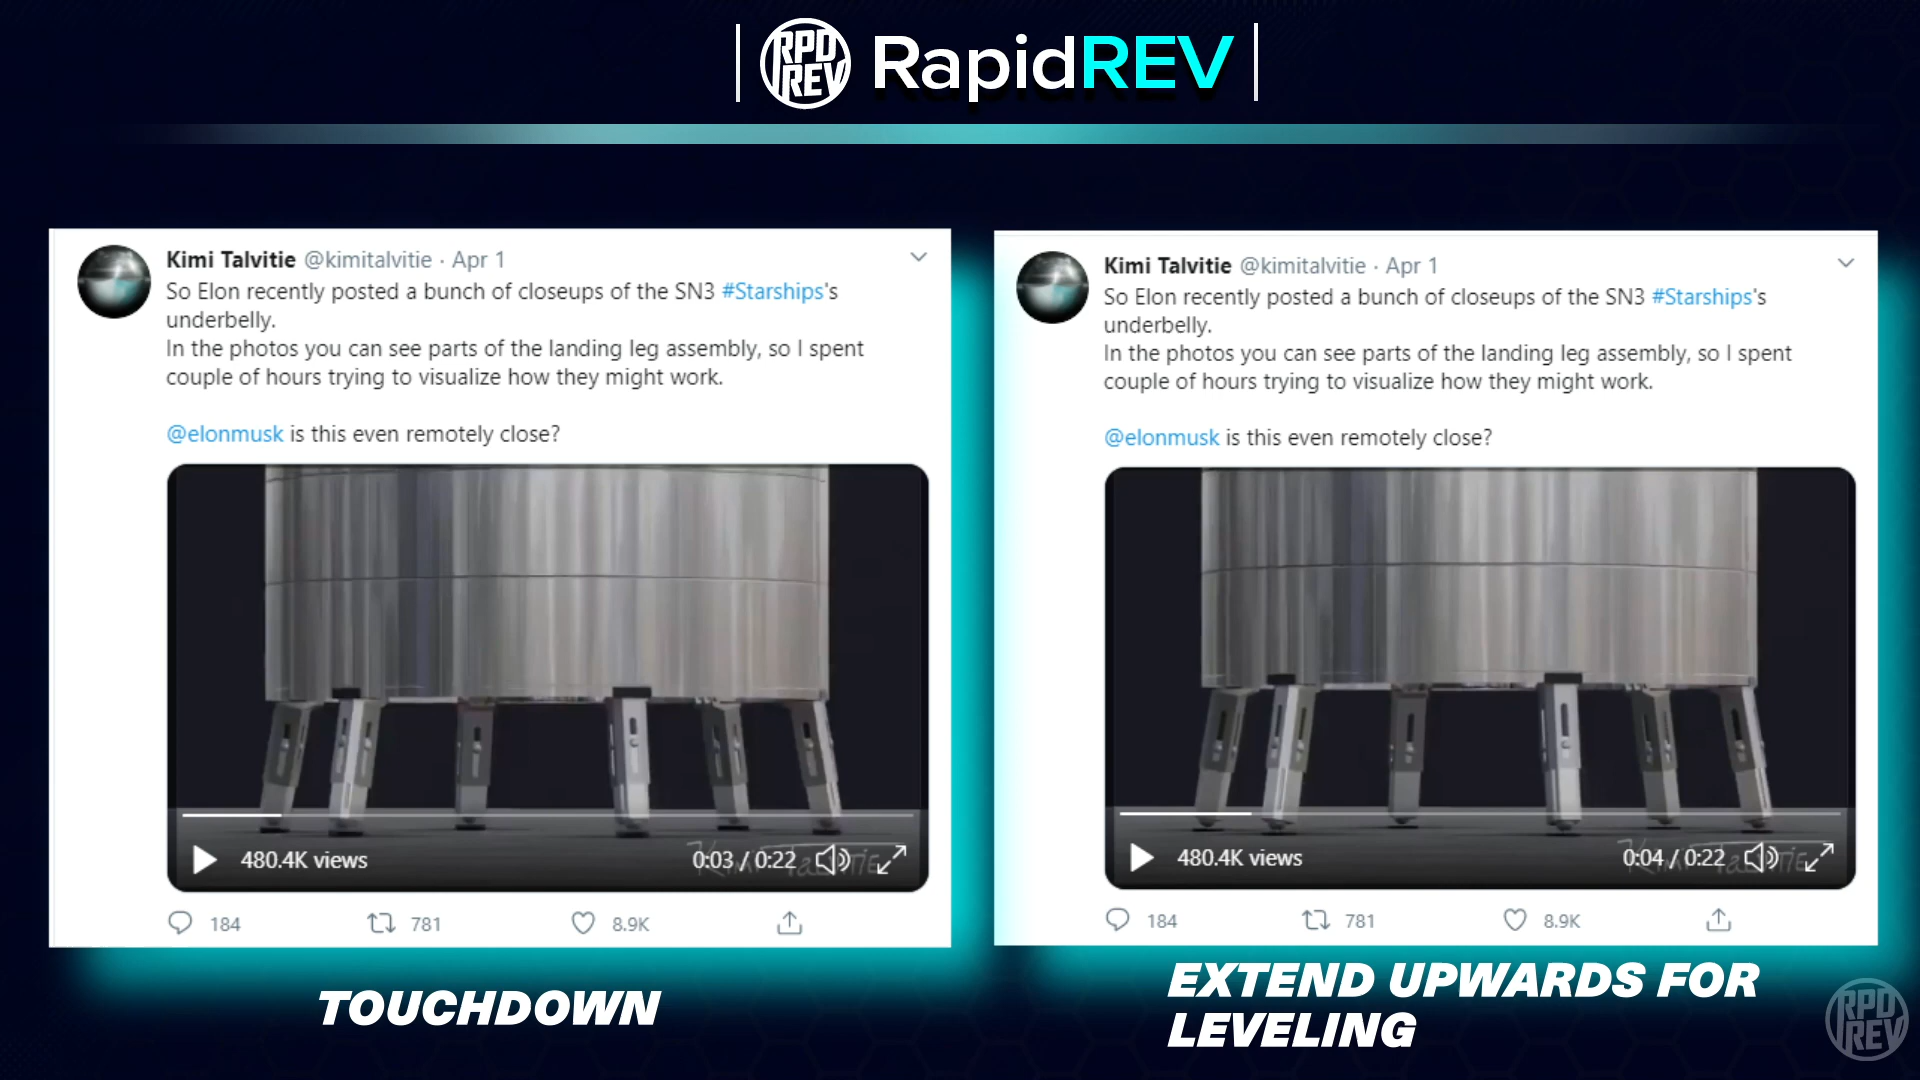 RPD
REV
RapidREV
Kimi Talvitie @kimitalvitie · Apr 1
So Elon recently posted a bunch of closeups of the SN3 #Starships's
underbelly.
In the photos you can see parts of the landing leg assembly, so I spent
couple of hours trying to visualize how they might work.
@elonmusk is this even remotely close?
480.4K views
0:03 / 0:22
Kimi Talvitie
184
781
8.9K
TOUCHDOWN
Kimi Talvitie @kimitalvitie · Apr 1
So Elon recently posted a bunch of closeups of the SN3 #Starships's
underbelly.
In the photos you can see parts of the landing leg assembly, so I spent
couple of hours trying to visualize how they might work.
@elonmusk is this even remotely close?
480.4K views
0:04 / 0:22
Kimi Talvitie
184
781
8.9K
EXTEND UPWARDS FOR
LEVELING
RPD
REV